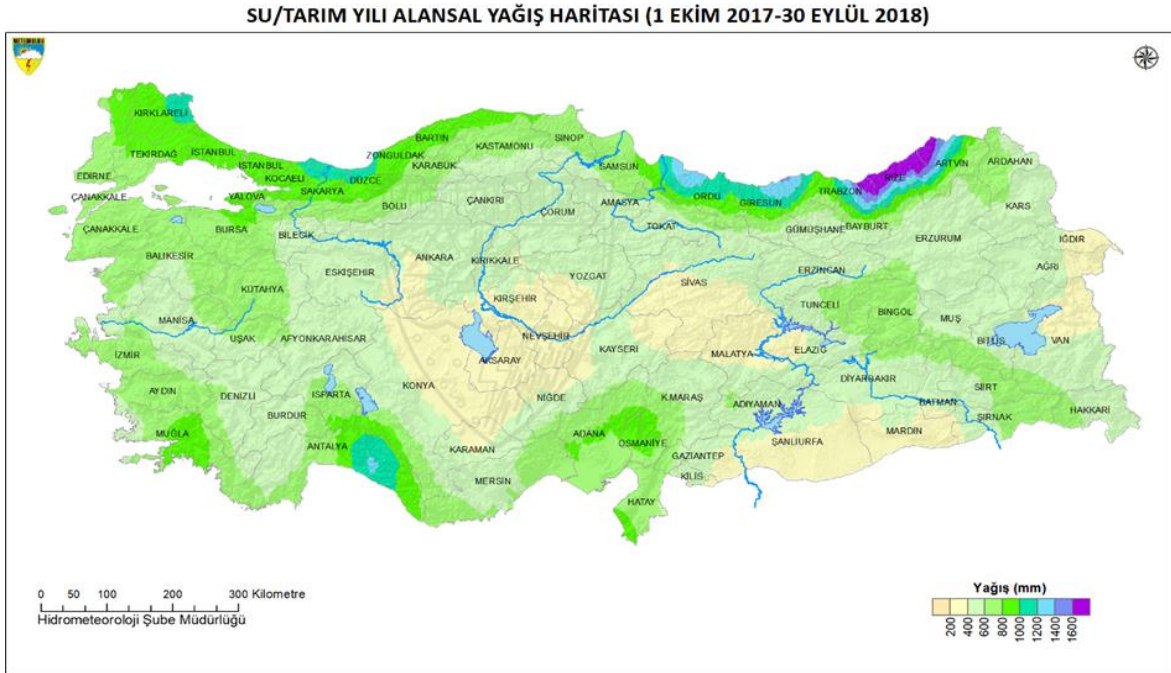 SU/TARIM YILI ALANSAL YAĞIŞ HARİTASI (1 EKİM 2017-30 EYLÜL 2018)
METEOROLOJİ
KIRKLARELİ
TEKİRDAĞ
İSTANBUL
EDİRNE
İSTANBUL
KOCAELİ
YALOVA
SAKARYA
DÜZCE
ZONGULDAK
BARTIN
KARABÜK
KASTAMONU
SİNOP
SAMSUN
ORDU
GİRESUN
TRABZON
RİZE
ARTVİN
ARDAHAN
ÇANAKKALE
ÇANAKKALE
BURSA
BİLECİK
BOLU
ÇANKIRI
ÇORUM
AMASYA
TOKAT
GÜMÜŞHANE
BAYBURT
ERZURUM
KARS
IĞDIR
AĞRI
BALIKESİR
KÜTAHYA
ESKİŞEHİR
ANKARA
KIRIKKALE
KIRŞEHİR
YOZGAT
SİVAS
ERZİNCAN
TUNCELİ
BİNGÖL
MUŞ
BİTLİS
VAN
MANİSA
UŞAK
AFYONKARAHİSAR
İZMİR
AYDIN
DENİZLİ
ISPARTA
BURDUR
KONYA
AKSARAY
NEVŞEHİR
KAYSERİ
NİĞDE
MALATYA
ELAZIĞ
DİYARBAKIR
BATMAN
SİİRT
ŞIRNAK
HAKKARİ
MUĞLA
ANTALYA
KARAMAN
MERSİN
ADANA
OSMANİYE
K.MARAŞ
ADIYAMAN
GAZİANTEP
KİLİS
HATAY
ŞANLIURFA
MARDİN
0 50 100 200 300 Kilometre
Hidrometeoroloji Şube Müdürlüğü
Yağış (mm)
200 400 600 800 1000 1200 1400 1600